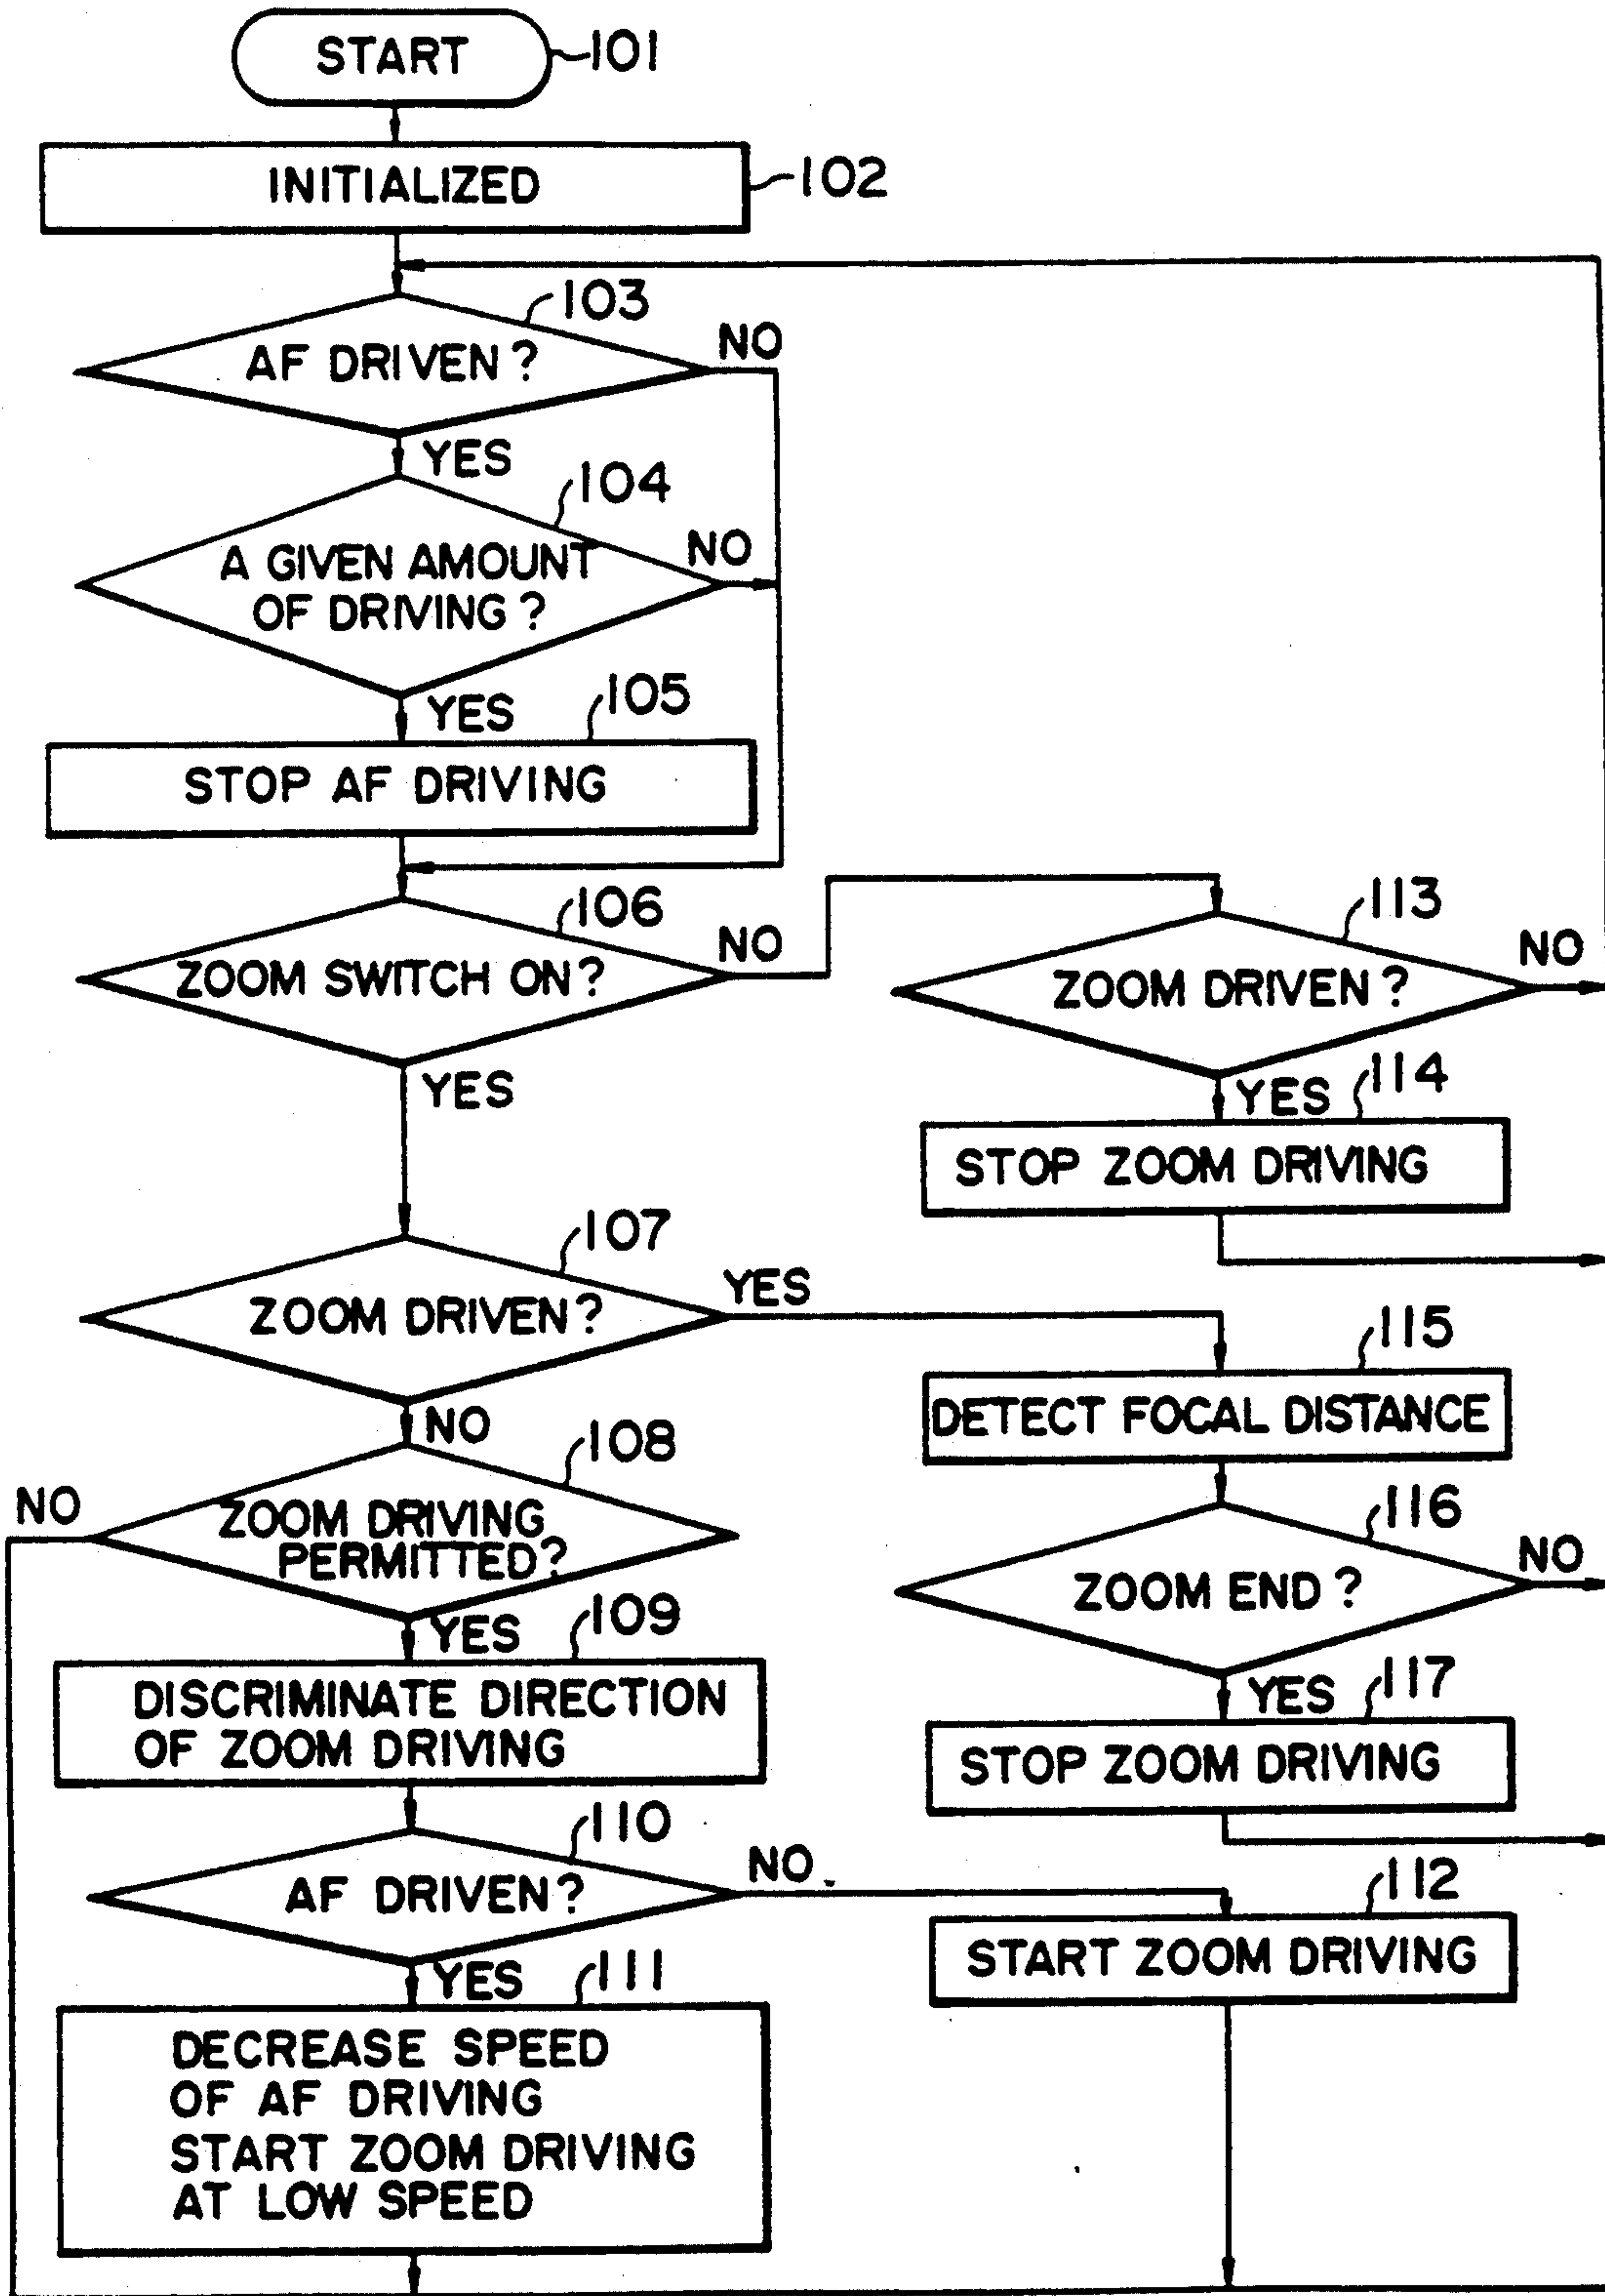 START
101
INITIALIZED
102
103
AF DRIVEN?
NO
YES
104
A GIVEN AMOUNT
OF DRIVING?
NO
YES
105
STOP AF DRIVING
106
ZOOM SWITCH ON?
NO
YES
113
ZOOM DRIVEN?
NO
YES
114
STOP ZOOM DRIVING
107
ZOOM DRIVEN?
YES
NO
115
DETECT FOCAL DISTANCE
108
ZOOM DRIVING
PERMITTED?
NO
YES
116
ZOOM END?
NO
YES
109
DISCRIMINATE DIRECTION
OF ZOOM DRIVING
117
STOP ZOOM DRIVING
110
AF DRIVEN?
NO
YES
112
START ZOOM DRIVING
111
DECREASE SPEED
OF AF DRIVING
START ZOOM DRIVING
AT LOW SPEED